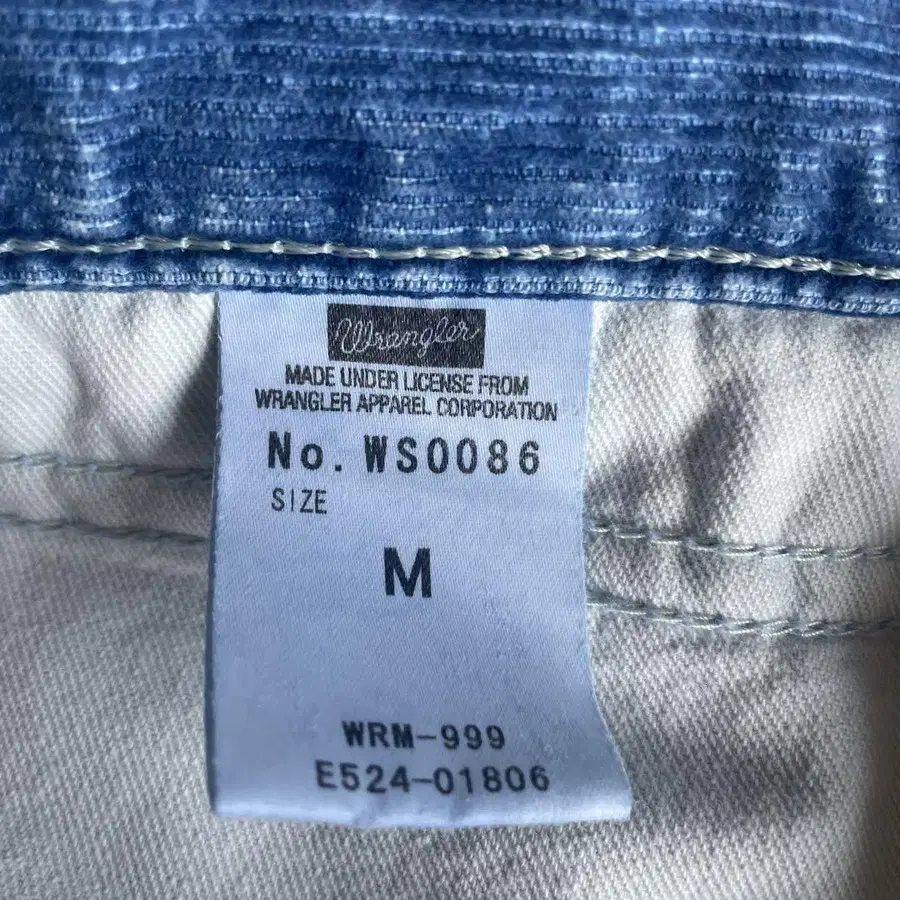 Wrangler
MADE UNDER LICENSE FROM
WRANGLER APPAREL CORPORATION
No. WS0086
SIZE
M
WRM-999
E524-01806